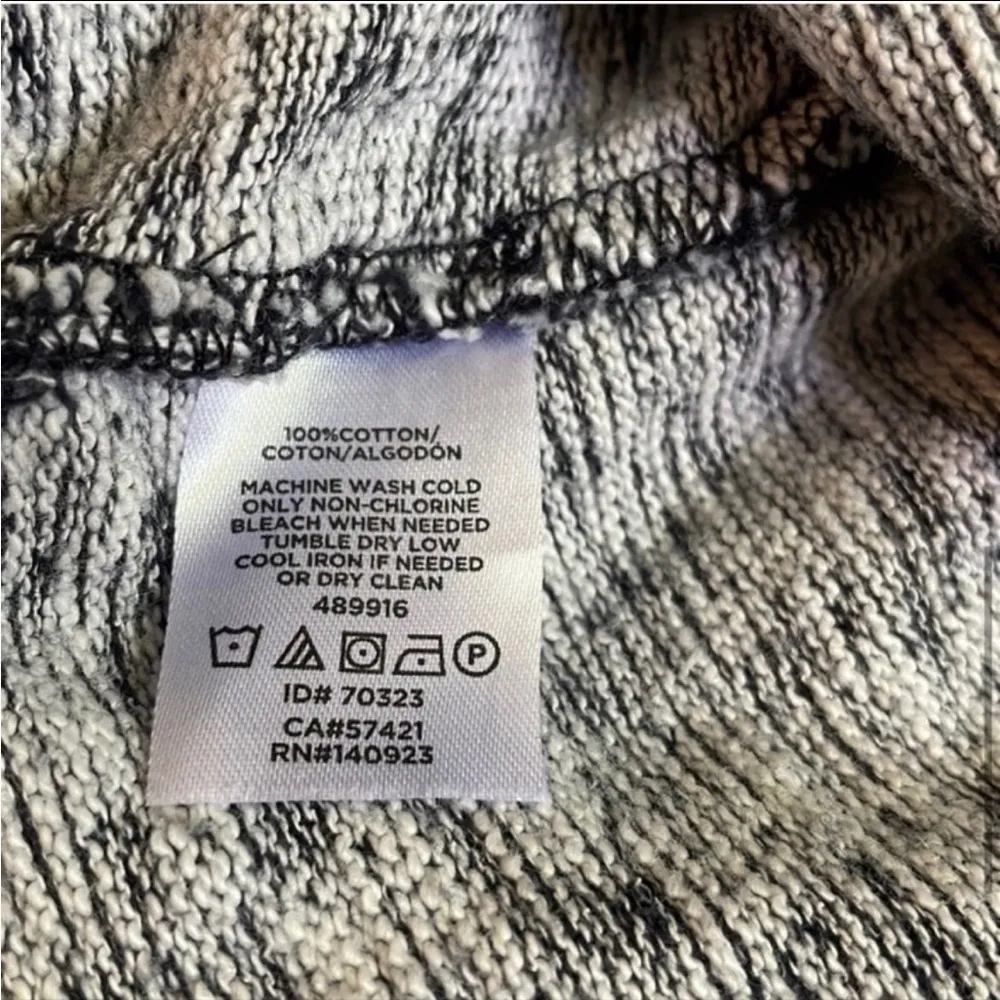 100%COTTON/
COTON/ALGODÓN
MACHINE WASH COLD
ONLY NON-CHLORINE
BLEACH WHEN NEEDED
TUMBLE DRY LOW
COOL IRON IF NEEDED
OR DRY CLEAN
489916
P
ID# 70323
CA#57421
RN#140923